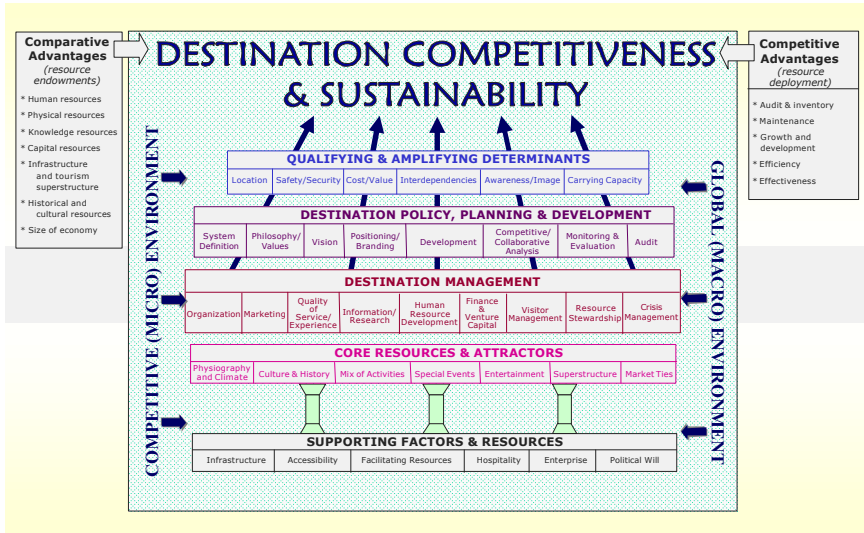 DESTINATION COMPETITIVENESS
& SUSTAINABILITY
Comparative
Advantages
(resource
endowments)
* Human resources
* Physical resources
* Knowledge resources
* Capital resources
* Infrastructure
and tourism
superstructure
* Historical and
cultural resources
* Size of economy
Competitive
Advantages
(resource
deployment)
* Audit & inventory
* Maintenance
* Growth and
development
* Efficiency
* Effectiveness
COMPETITIVE (MICRO) ENVIRONMENT
GLOBAL (MACRO) ENVIRONMENT
QUALIFYING & AMPLIFYING DETERMINANTS
Location
Safety/Security
Cost/Value
Interdependencies
Awareness/Image
Carrying Capacity
DESTINATION POLICY, PLANNING & DEVELOPMENT
System
Definition
Philosophy/
Values
Vision
Positioning/
Branding
Development
Competitive/
Collaborative
Analysis
Monitoring &
Evaluation
Audit
DESTINATION MANAGEMENT
Organization
Marketing
Quality
of
Service/
Experience
Information/
Research
Human
Resource
Development
Finance
&
Venture
Capital
Visitor
Management
Resource
Stewardship
Crisis
Management
CORE RESOURCES & ATTRACTORS
Physiography
and Climate
Culture & History
Mix of Activities
Special Events
Entertainment
Superstructure
Market Ties
SUPPORTING FACTORS & RESOURCES
Infrastructure
Accessibility
Facilitating Resources
Hospitality
Enterprise
Political Will